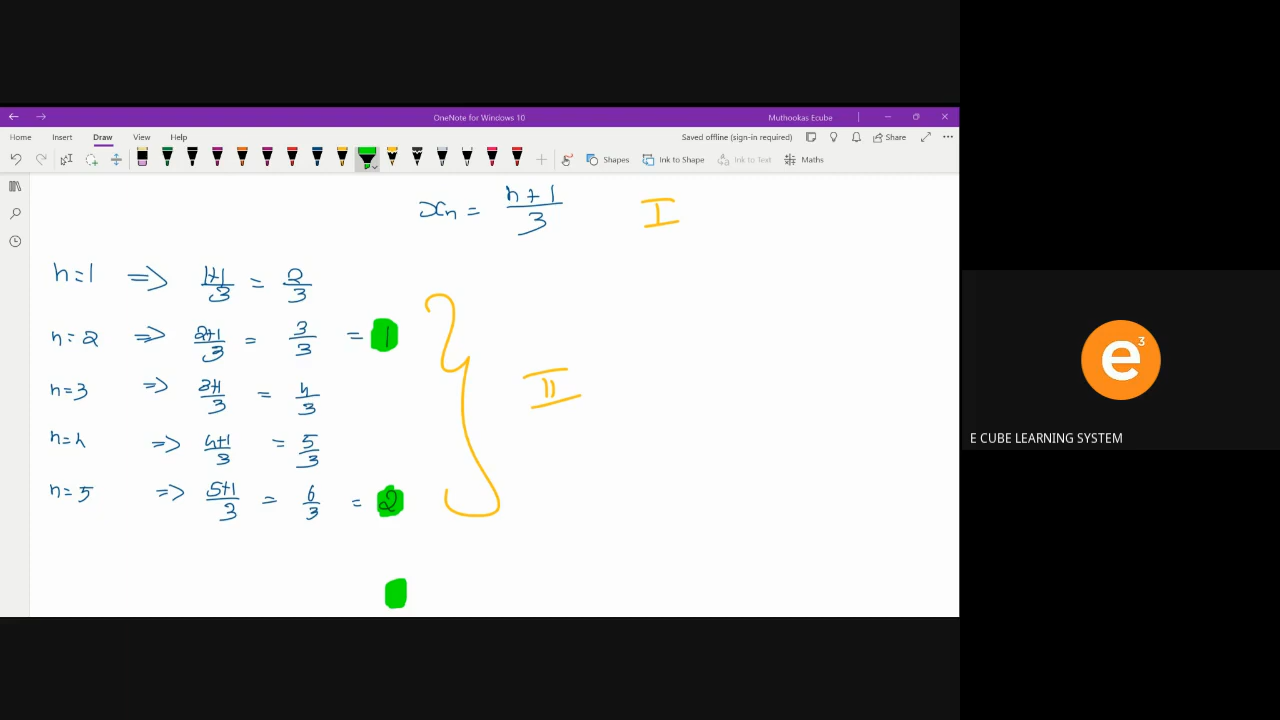 OneNote for Windows 10
Muthookas Ecube
Home Insert Draw View Help
Saved offline (sign-in required)
Share
Shapes
Ink to Shape
Ink to Text
Maths
xn = n+1/3 I
n=1 => 1+1/3 = 2/3
n=2 => 2+1/3 = 3/3 = 1
n=3 => 3+1/3 = 4/3
II
n=4 => 4+1/3 = 5/3
n=5 => 5+1/3 = 6/3 = 2
e3
E CUBE LEARNING SYSTEM